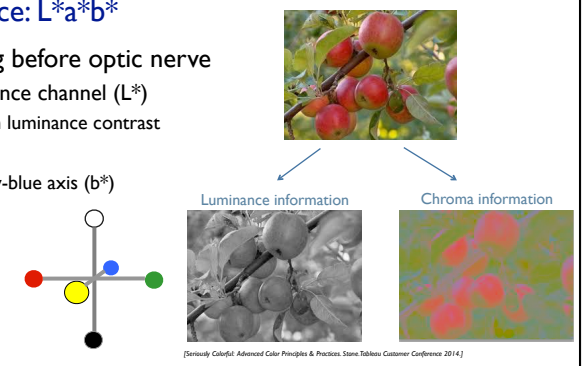 ce: L*a*b*
g before optic nerve
nce channel (L*)
n luminance contrast
-blue axis (b*)
Luminance information
Chroma information
[Seriously Colorful: Advanced Color Principles & Practices. Stone.Tableau Customer Conference 2014.]